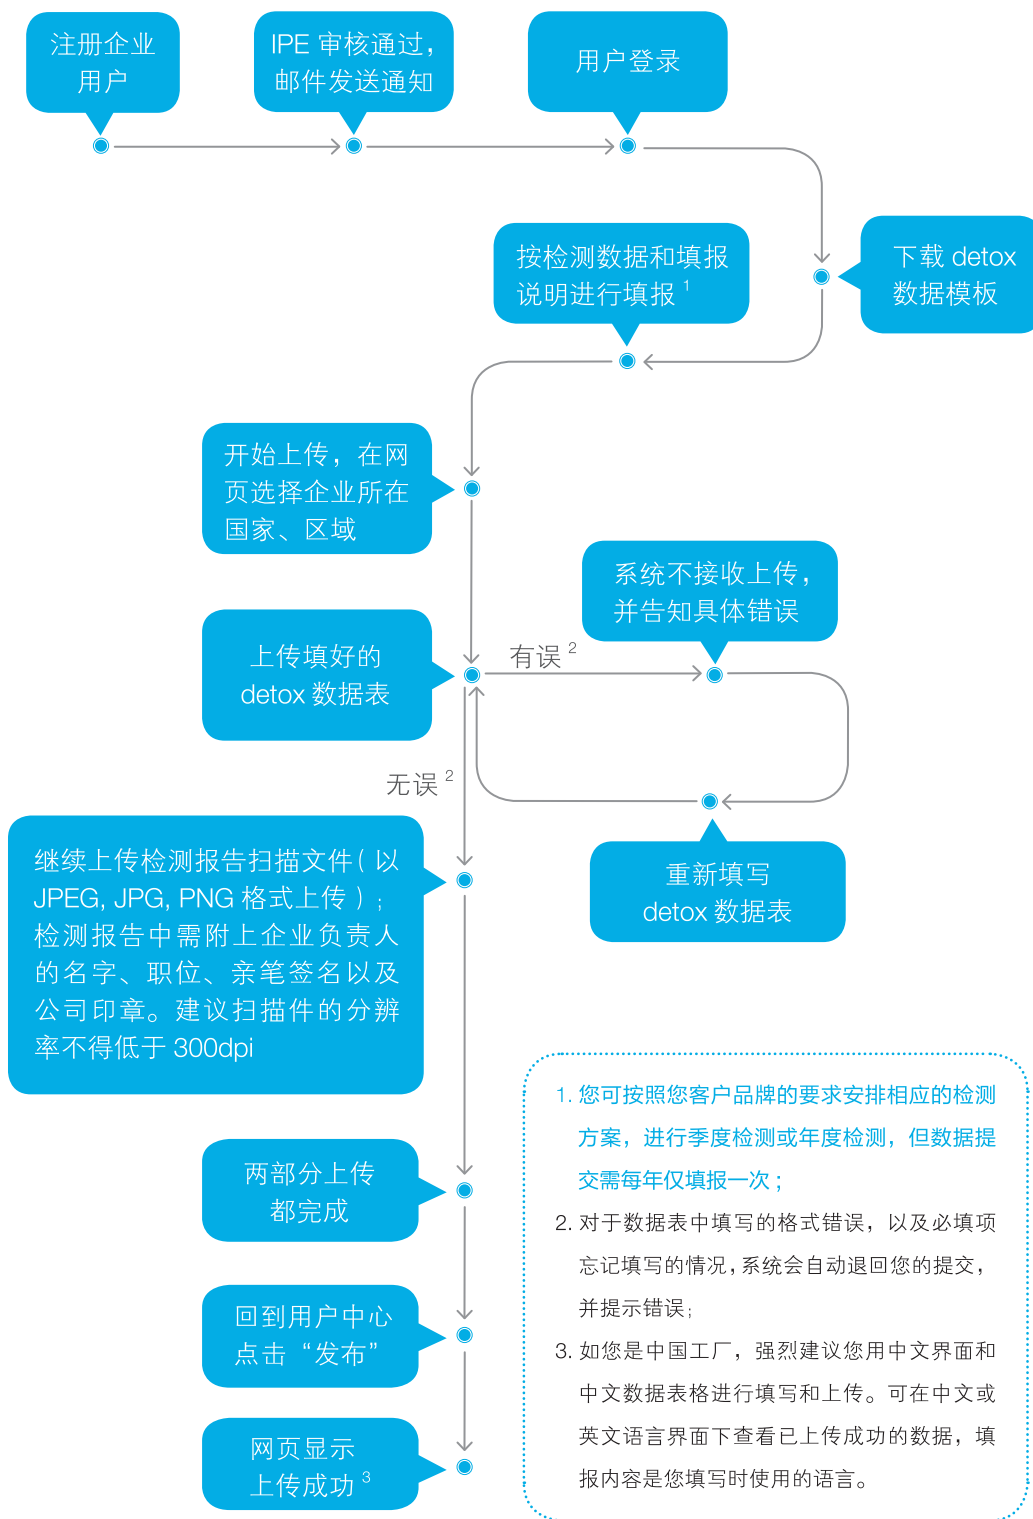 注册企业
用户
IPE 审核通过，
邮件发送通知
用户登录
下载 detox
数据模板
按检测数据和填报
说明进行填报 1
开始上传，在网
页选择企业所在
国家、区域
系统不接收上传，
并告知具体错误
上传填好的
detox 数据表
有误 2
无误 2
重新填写
detox 数据表
继续上传检测报告扫描文件（以
JPEG, JPG, PNG 格式上传）；
检测报告中需附上企业负责人
的名字、职位、亲笔签名以及
公司印章。建议扫描件的分辨
率不得低于 300dpi
两部分上传
都完成
回到用户中心
点击“发布”
网页显示
上传成功 3
1. 您可按照您客户品牌的要求安排相应的检测
方案，进行季度检测或年度检测，但数据提
交需每年仅填报一次；
2. 对于数据表中填写的格式错误，以及必填项
忘记填写的情况，系统会自动退回您的提交，
并提示错误；
3. 如您是中国工厂，强烈建议您用中文界面和
中文数据表格进行填写和上传。可在中文或
英文语言界面下查看已上传成功的数据，填
报内容是您填写时使用的语言。